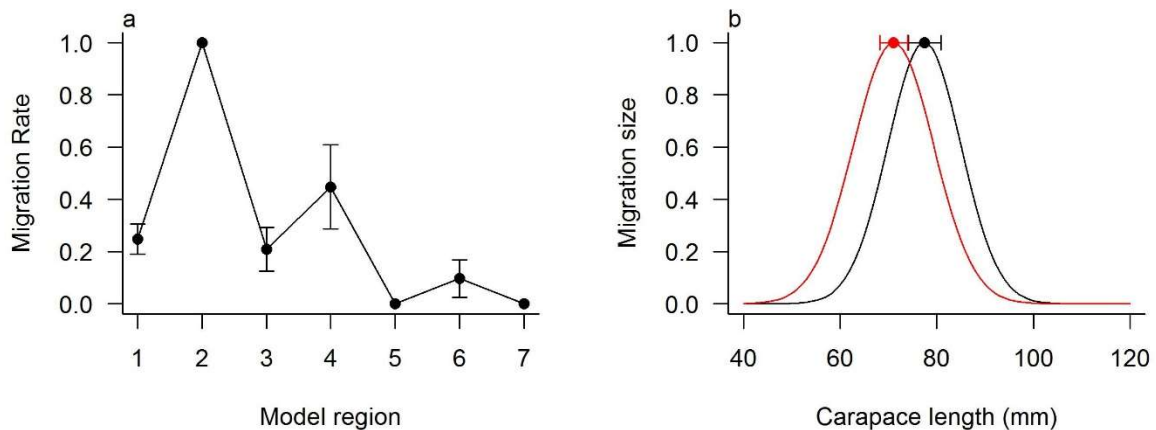 a
1.0
0.8
0.6
0.4
0.2
0.0
Migration Rate
1 2 3 4 5 6 7
Model region
b
1.0
0.8
0.6
0.4
0.2
0.0
Migration size
40 60 80 100 120
Carapace length (mm)